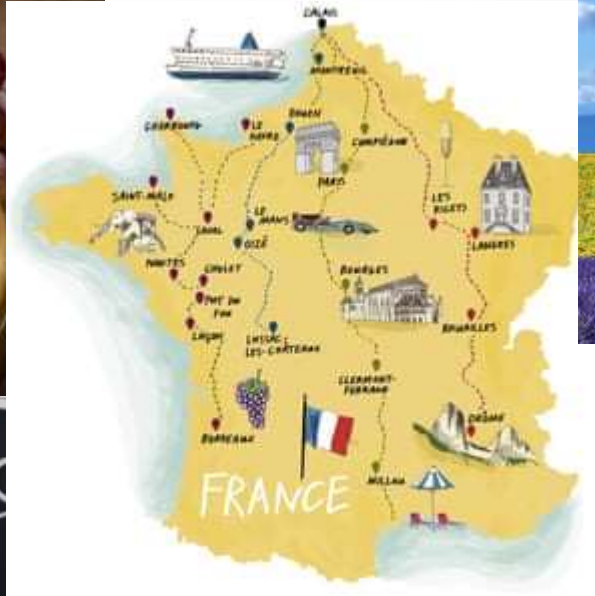 CALAIS
MONTREUIL
ROUEN
CHERBOURG
LE
HAVRE
COMPIÈGNE
PARIS
SAINT-MALO
LES
RICEYS
LE
MANS
LAVAL
OIZÉ
LANGRES
NANTES
CHOLET
BOURGES
PUY DU
FOU
LUÇON
LUSSAC-
LES-CHÂTEAUX
CLERMONT-
FERRAND
BORDEAUX
DRÔME
MILLAU
FRANCE